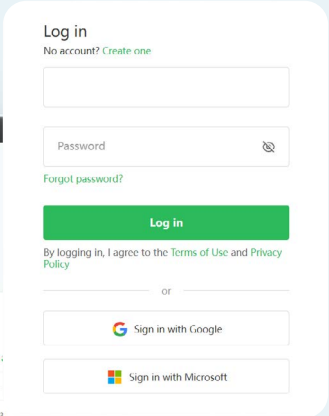 Log in
No account? Create one
Password
Forgot password?
Log in
By logging in, I agree to the Terms of Use and Privacy
Policy
or
Sign in with Google
Sign in with Microsoft